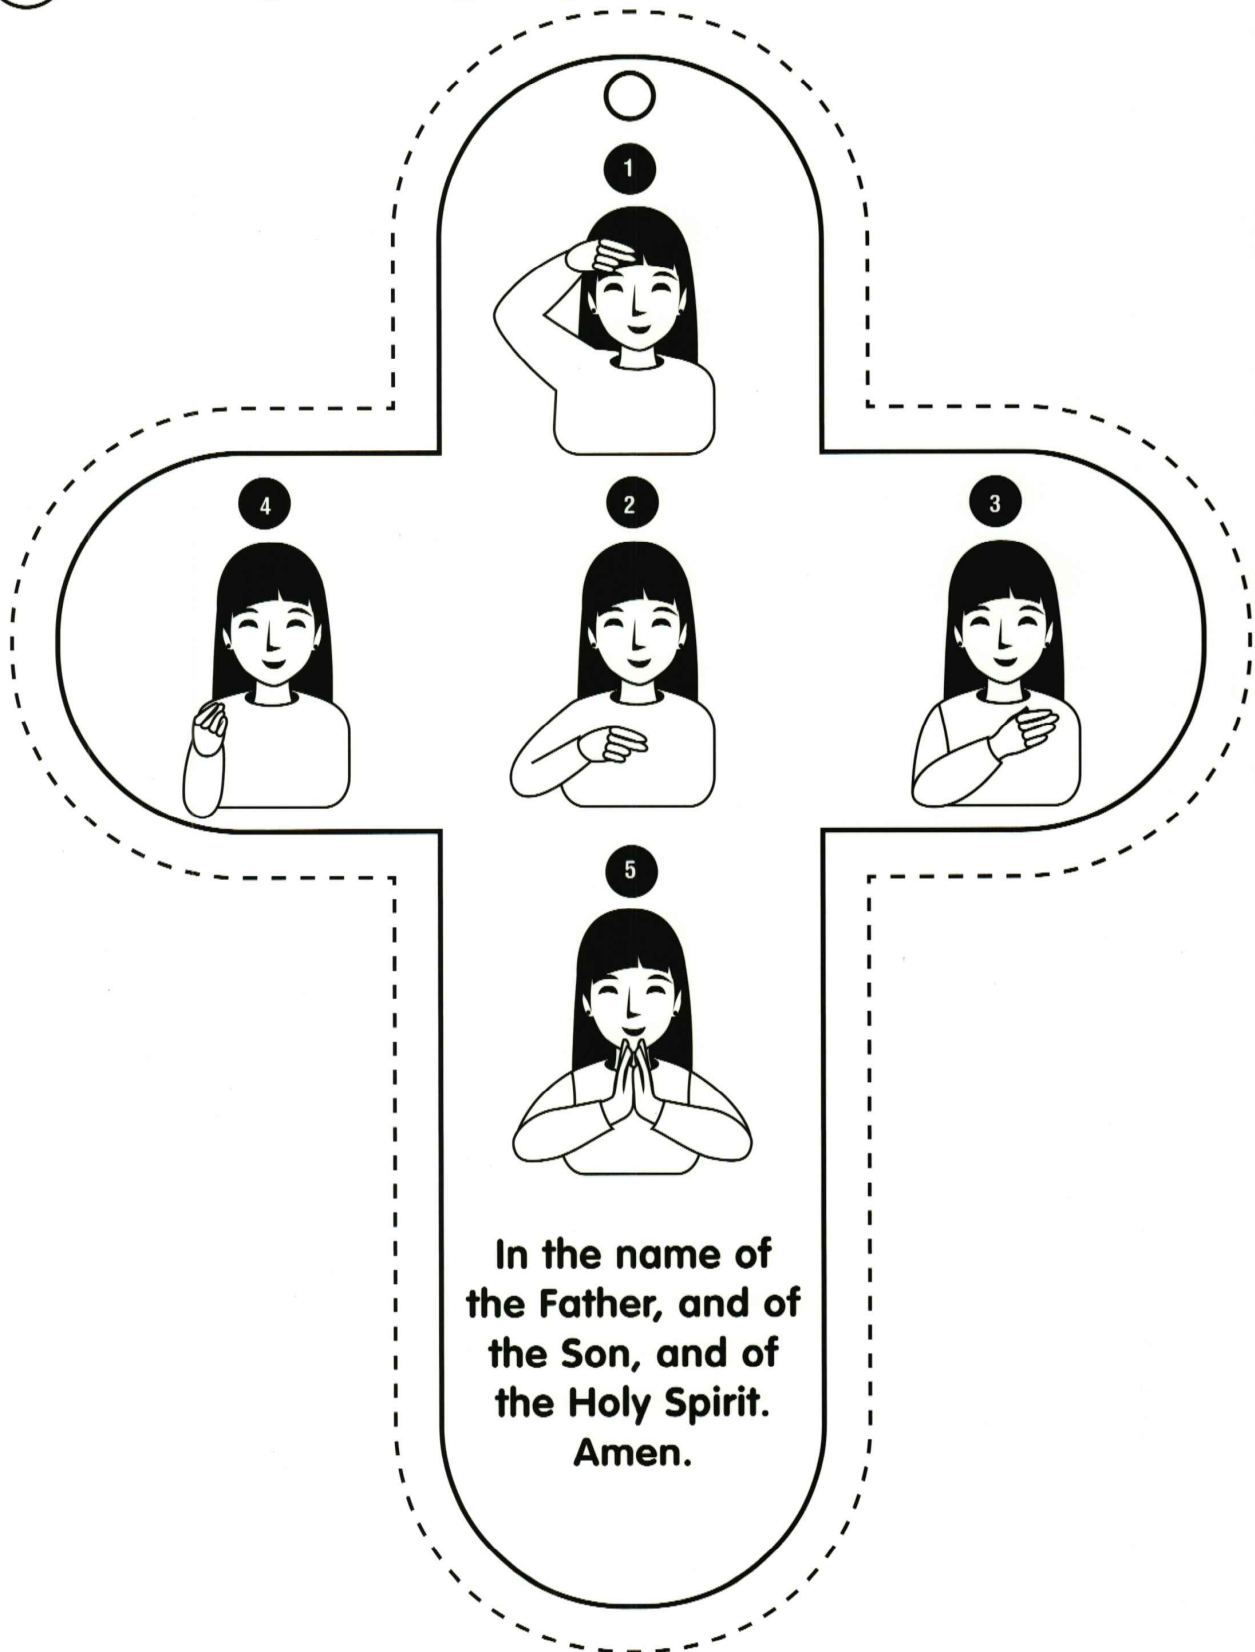 1
4
2
3
5
In the name of
the Father, and of
the Son, and of
the Holy Spirit.
Amen.